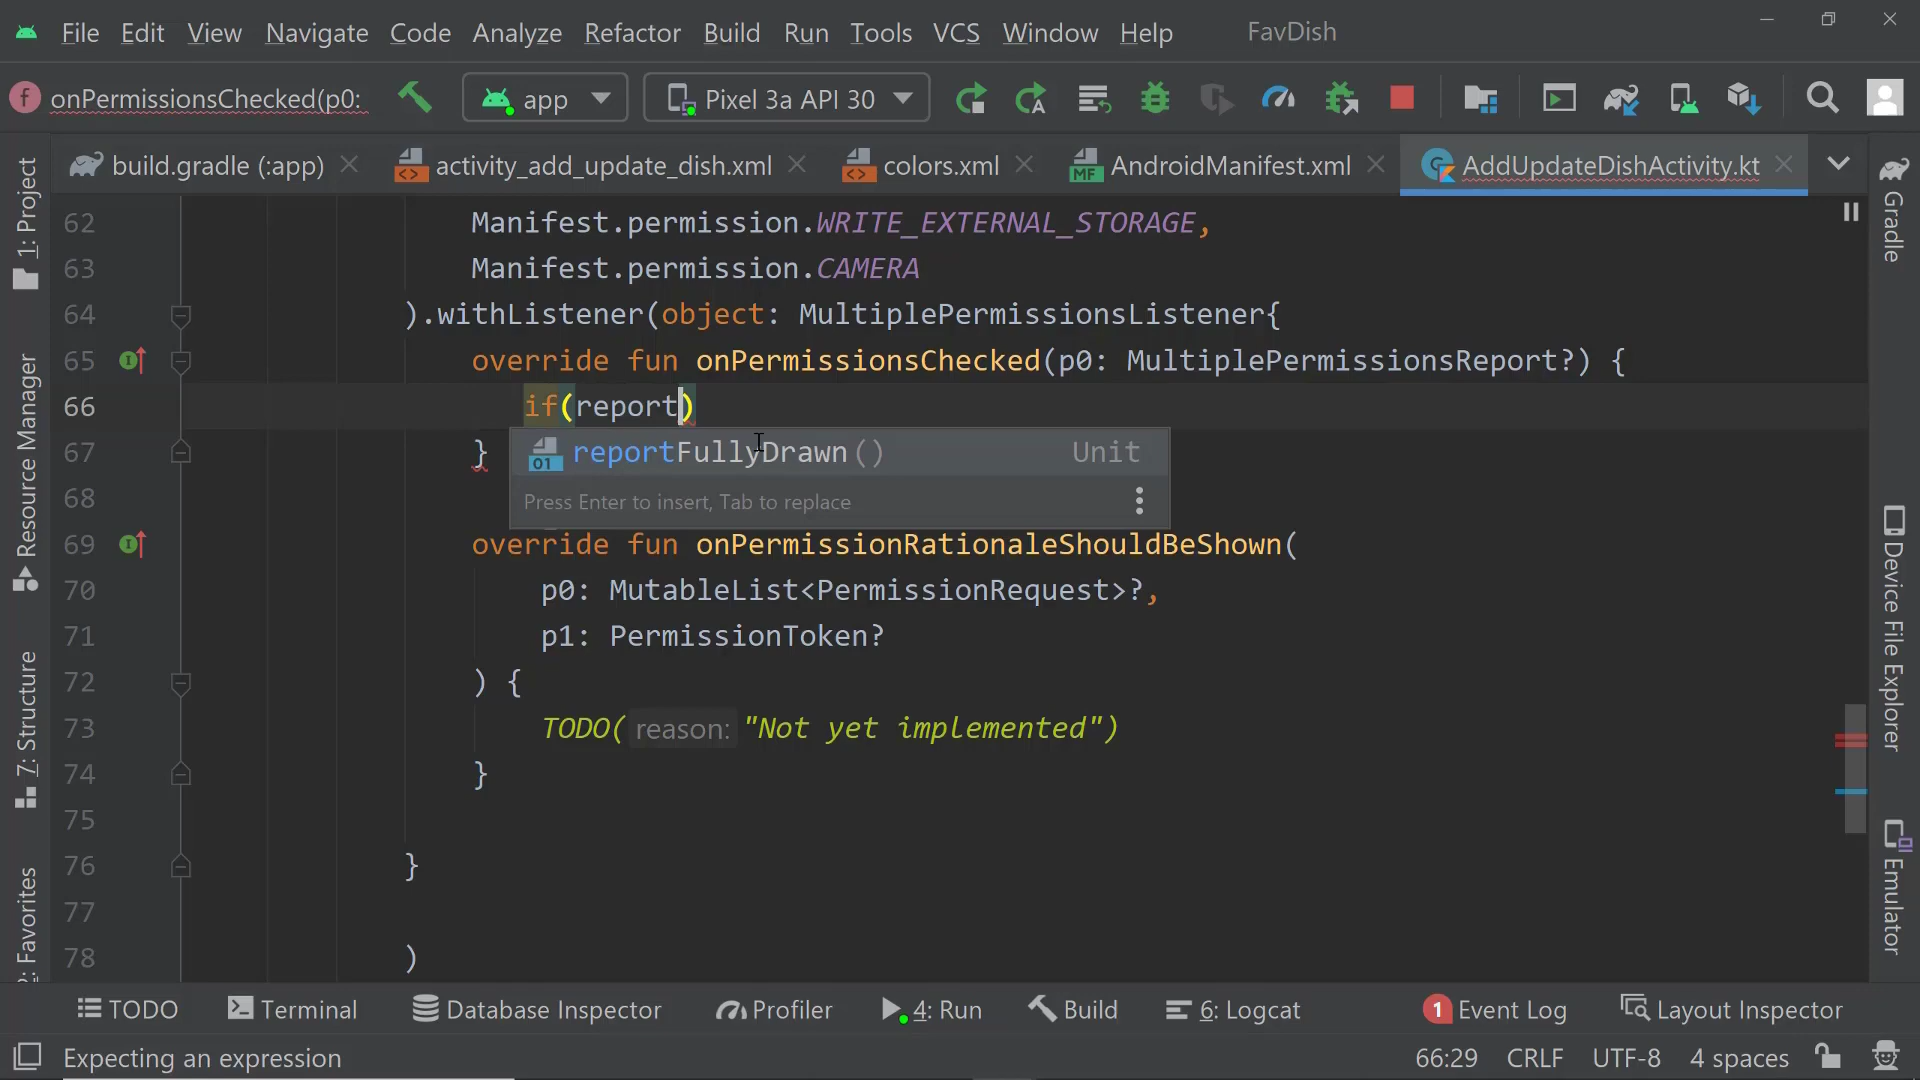 File Edit View Navigate Code Analyze Refactor Build Run Tools VCS Window Help FavDish
f onPermissionsChecked(p0: app Pixel 3a API 30
build.gradle (:app) activity_add_update_dish.xml colors.xml AndroidManifest.xml AddUpdateDishActivity.kt
1: Project
Resource Manager
7: Structure
2: Favorites
62 Manifest.permission.WRITE_EXTERNAL_STORAGE,
63 Manifest.permission.CAMERA
64 ).withListener(object: MultiplePermissionsListener{
65 override fun onPermissionsChecked(p0: MultiplePermissionsReport?) {
66 if(report)
67 }
reportFullyDrawn() Unit
68
Press Enter to insert, Tab to replace
69 override fun onPermissionRationaleShouldBeShown(
70 p0: MutableList<PermissionRequest>?,
71 p1: PermissionToken?
72 ) {
73 TODO( reason: "Not yet implemented")
74 }
75
76 }
77
78 )
Gradle
Device File Explorer
Emulator
TODO Terminal Database Inspector Profiler 4: Run Build 6: Logcat 1 Event Log Layout Inspector
Expecting an expression 66:29 CRLF UTF-8 4 spaces